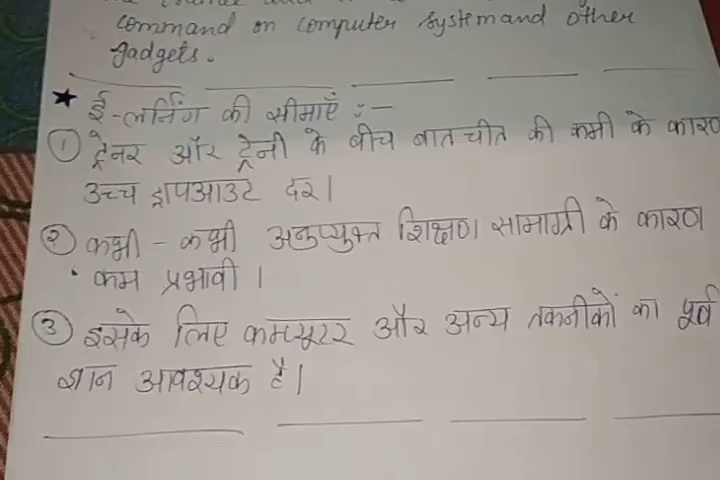 command on computer system and other
gadgets.
★ ई-लर्निंग की सीमाएँ :-
① ट्रेनर और ट्रेनी के बीच बातचीत की कमी के कारण
उच्च ड्रापआउट दर।
② कभी - कभी अनुप्युक्त शिक्षण सामाग्री के कारण
कम प्रभावी ।
③ इसके लिए कम्प्यूटर और अन्य तकनीकों का पूर्व
ज्ञान आवश्यक है।